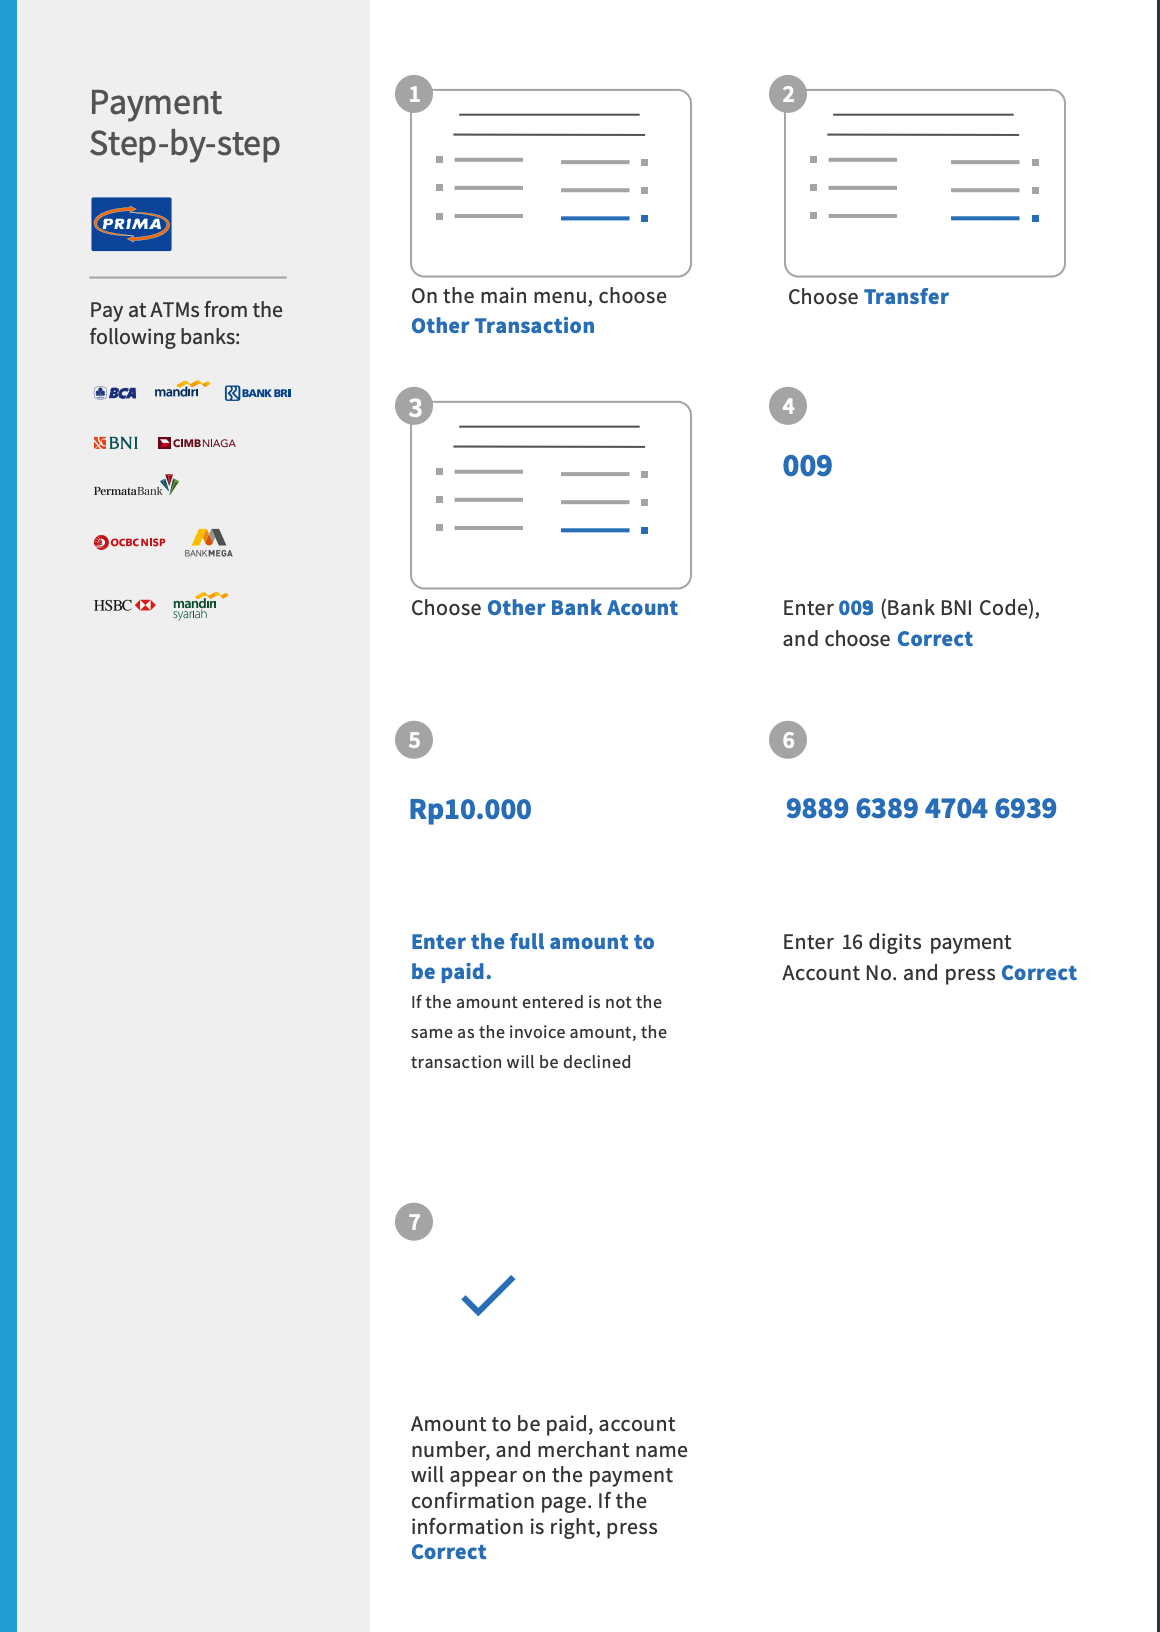 Payment
Step-by-step
PRIMA
Pay at ATMs from the
following banks:
BCA mandiri BANK BRI
BNI CIMBNIAGA
PermataBank
OCBC NISP BANKMEGA
HSBC mandiri
syariah
1
On the main menu, choose
Other Transaction
2
Choose Transfer
3
Choose Other Bank Acount
4
009
Enter 009 (Bank BNI Code),
and choose Correct
5
Rp10.000
Enter the full amount to
be paid.
If the amount entered is not the
same as the invoice amount, the
transaction will be declined
6
9889 6389 4704 6939
Enter 16 digits payment
Account No. and press Correct
7
Amount to be paid, account
number, and merchant name
will appear on the payment
confirmation page. If the
information is right, press
Correct